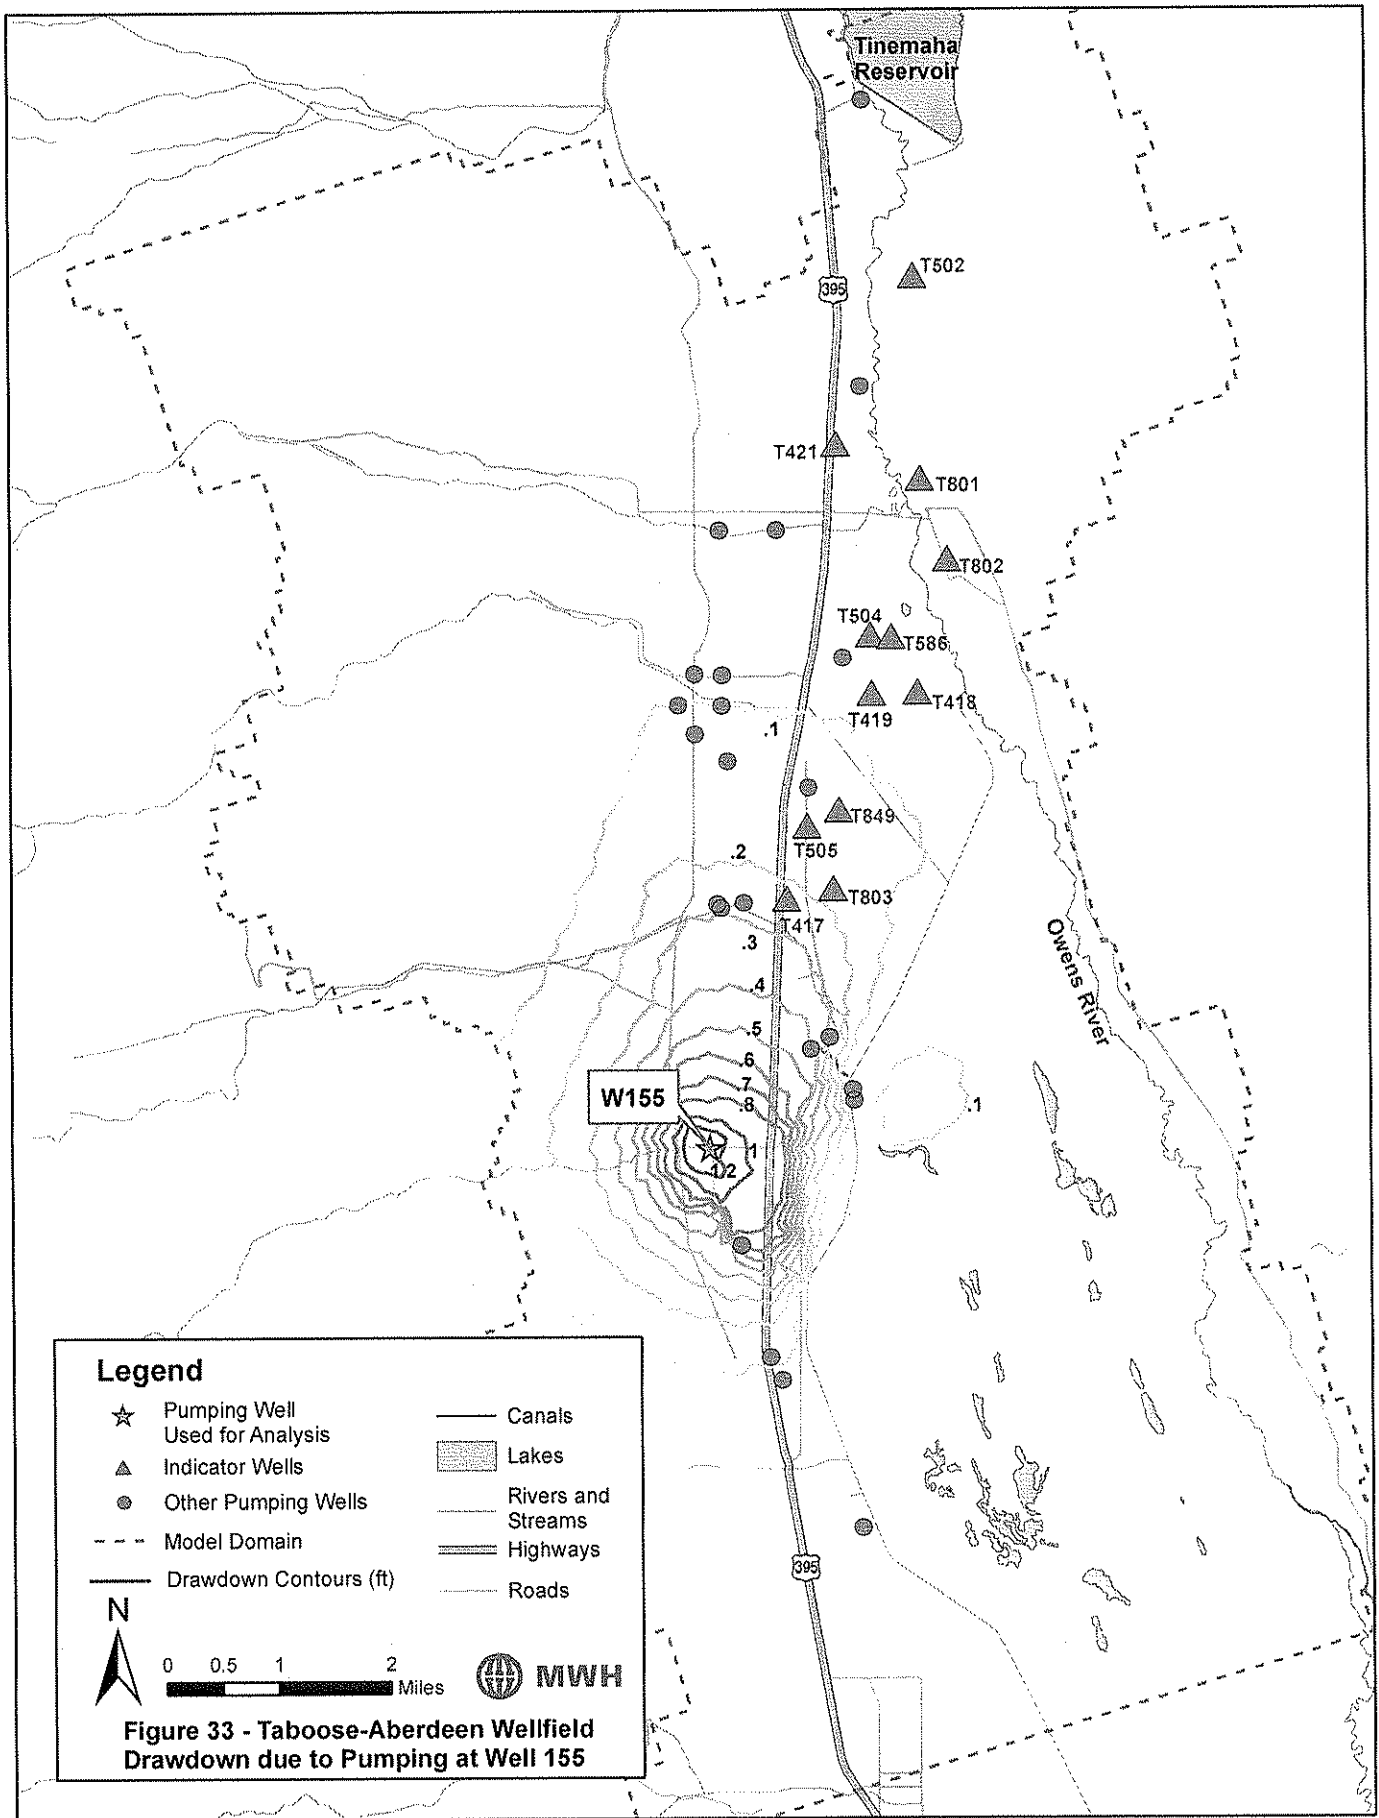 Tinemaha
Reservoir
T502
395
T421
T801
T802
T504
T586
T419
T418
.1
T849
T505
.2
T803
T417
.3
.4
.5
.6
.7
.8
W155
.1
1
1.2
Owens River
Legend
Pumping Well
Used for Analysis
Indicator Wells
Other Pumping Wells
Model Domain
Drawdown Contours (ft)
Canals
Lakes
Rivers and
Streams
Highways
Roads
395
N
0 0.5 1 2
Miles
MWH
Figure 33 - Taboose-Aberdeen Wellfield
Drawdown due to Pumping at Well 155